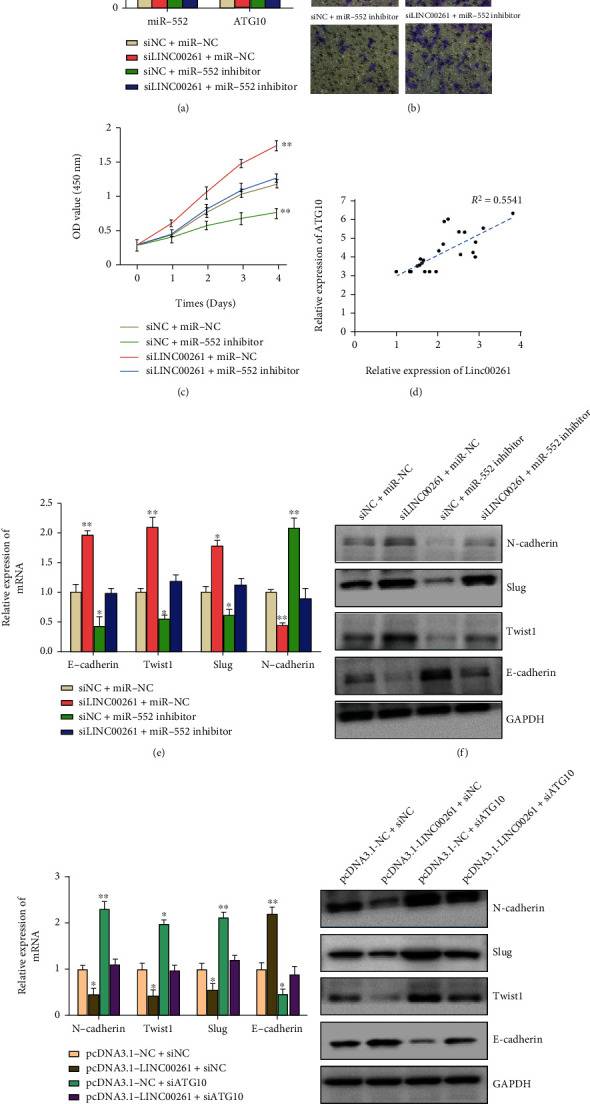 0
miR–552 ATG10
siNC + miR–NC
siLINC00261 + miR–NC
siNC + miR–552 inhibitor
siLINC00261 + miR–552 inhibitor
(a)
siNC + miR–552 inhibitor siLINC00261 + miR–552 inhibitor
(b)
OD value (450 nm)
2
1.5
1
0.5
0
**
**
0 1 2 3 4
Times (Days)
siNC + miR–NC
siNC + miR–552 inhibitor
siLINC00261 + miR–NC
siLINC00261 + miR–552 inhibitor
(c)
Relative expression of ATG10
7
6
5
4
3
2
1
0
R² = 0.5541
0 1 2 3 4
Relative expression of Linc00261
(d)
Relative expression of
mRNA
2.5
2.0
1.5
1.0
0.5
0.0
** * ** * * * ** **
E–cadherin Twist1 Slug N–cadherin
siNC + miR–NC
siLINC00261 + miR–NC
siNC + miR–552 inhibitor
siLINC00261 + miR–552 inhibitor
(e)
siNC + miR–NC
siLINC00261 + miR–NC
siNC + miR–552 inhibitor
siLINC00261 + miR–552 inhibitor
N-cadherin
Slug
Twist1
E-cadherin
GAPDH
(f)
Relative expression of
mRNA
3
2
1
0
* ** * * * ** ** *
N–cadherin Twist1 Slug E–cadherin
pcDNA3.1–NC + siNC
pcDNA3.1–LINC00261 + siNC
pcDNA3.1–NC + siATG10
pcDNA3.1–LINC00261 + siATG10
pcDNA3.1–NC + siNC
pcDNA3.1–LINC00261 + siNC
pcDNA3.1–NC + siATG10
pcDNA3.1–LINC00261 + siATG10
N-cadherin
Slug
Twist1
E-cadherin
GAPDH